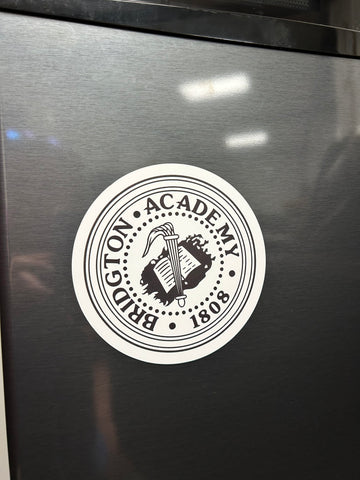 BRIDGTON • ACADEMY • 1808 •